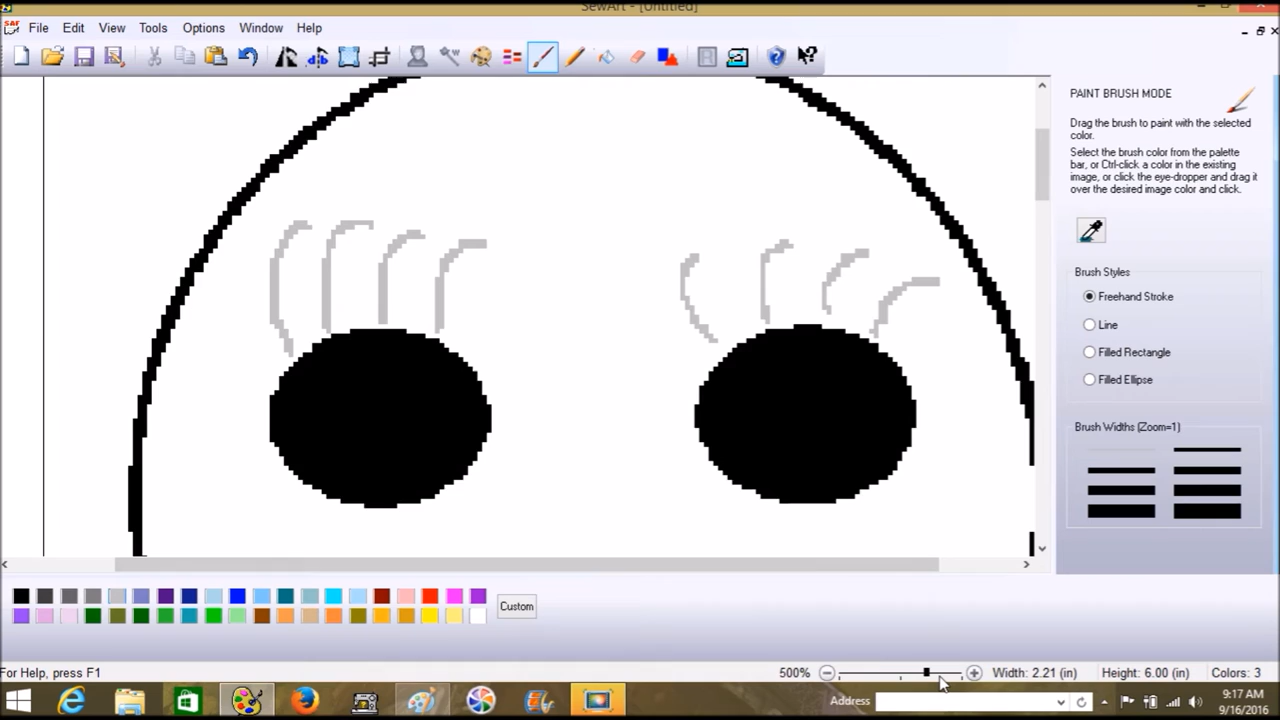 SewArt - [Untitled]
File Edit View Tools Options Window Help
PAINT BRUSH MODE
Drag the brush to paint with the selected
color.
Select the brush color from the palette
bar, or Ctrl-click a color in the existing
image, or click the eye-dropper and drag it
over the desired image color and click.
Brush Styles
Freehand Stroke
Line
Filled Rectangle
Filled Ellipse
Brush Widths (Zoom=1)
Custom
For Help, press F1
500%
Width: 2.21 (in) Height: 6.00 (in) Colors: 3
Address
9:17 AM
9/16/2016